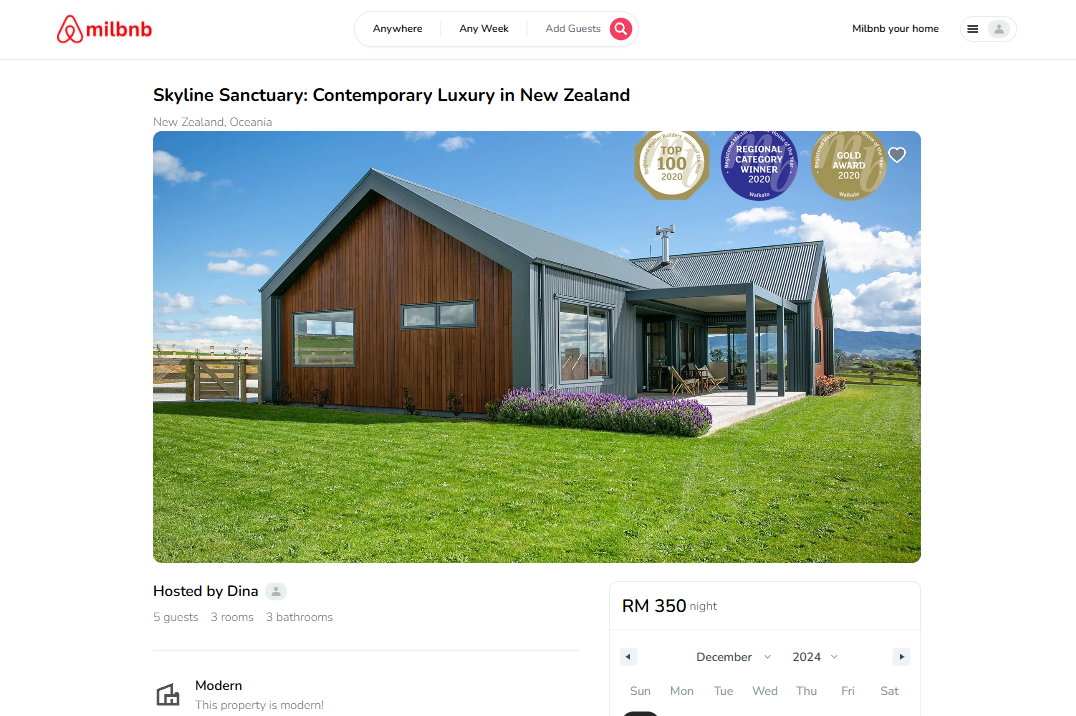 milbnb
Anywhere
Any Week
Add Guests
Milbnb your home
Skyline Sanctuary: Contemporary Luxury in New Zealand
New Zealand, Oceania
TOP
100
2020
REGIONAL
CATEGORY
WINNER
2020
Waikato
GOLD
AWARD
2020
Waikato
Hosted by Dina
5 guests 3 rooms 3 bathrooms
RM 350 night
December 2024
Sun Mon Tue Wed Thu Fri Sat
Modern
This property is modern!